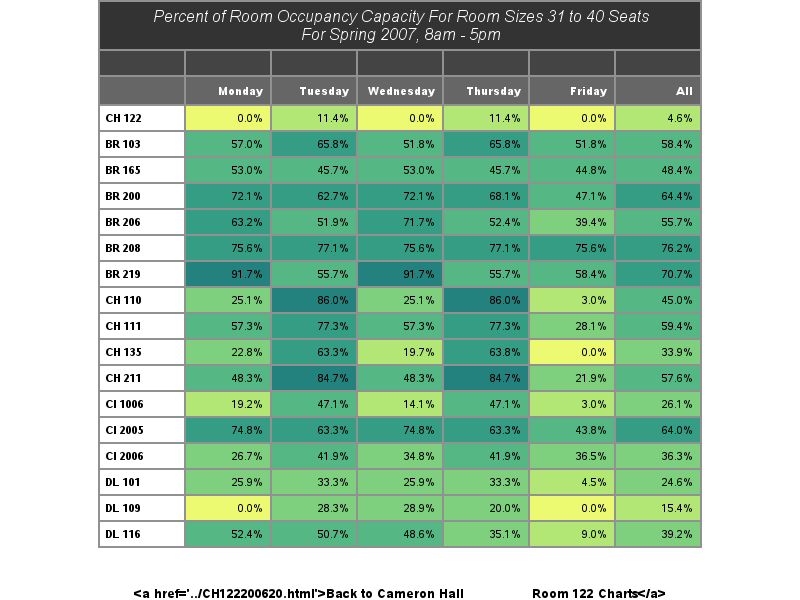 Percent of Room Occupancy Capacity For Room Sizes 31 to 40 Seats
For Spring 2007, 8am - 5pm
Monday Tuesday Wednesday Thursday Friday All
CH 122 0.0% 11.4% 0.0% 11.4% 0.0% 4.6%
BR 103 57.0% 65.8% 51.8% 65.8% 51.8% 58.4%
BR 165 53.0% 45.7% 53.0% 45.7% 44.8% 48.4%
BR 200 72.1% 62.7% 72.1% 68.1% 47.1% 64.4%
BR 206 63.2% 51.9% 71.7% 52.4% 39.4% 55.7%
BR 208 75.6% 77.1% 75.6% 77.1% 75.6% 76.2%
BR 219 91.7% 55.7% 91.7% 55.7% 58.4% 70.7%
CH 110 25.1% 86.0% 25.1% 86.0% 3.0% 45.0%
CH 111 57.3% 77.3% 57.3% 77.3% 28.1% 59.4%
CH 135 22.8% 63.3% 19.7% 63.8% 0.0% 33.9%
CH 211 48.3% 84.7% 48.3% 84.7% 21.9% 57.6%
CI 1006 19.2% 47.1% 14.1% 47.1% 3.0% 26.1%
CI 2005 74.8% 63.3% 74.8% 63.3% 43.8% 64.0%
CI 2006 26.7% 41.9% 34.8% 41.9% 36.5% 36.3%
DL 101 25.9% 33.3% 25.9% 33.3% 4.5% 24.6%
DL 109 0.0% 28.3% 28.9% 20.0% 0.0% 15.4%
DL 116 52.4% 50.7% 48.6% 35.1% 9.0% 39.2%
<a href='../CH122200620.html'>Back to Cameron Hall Room 122 Charts</a>